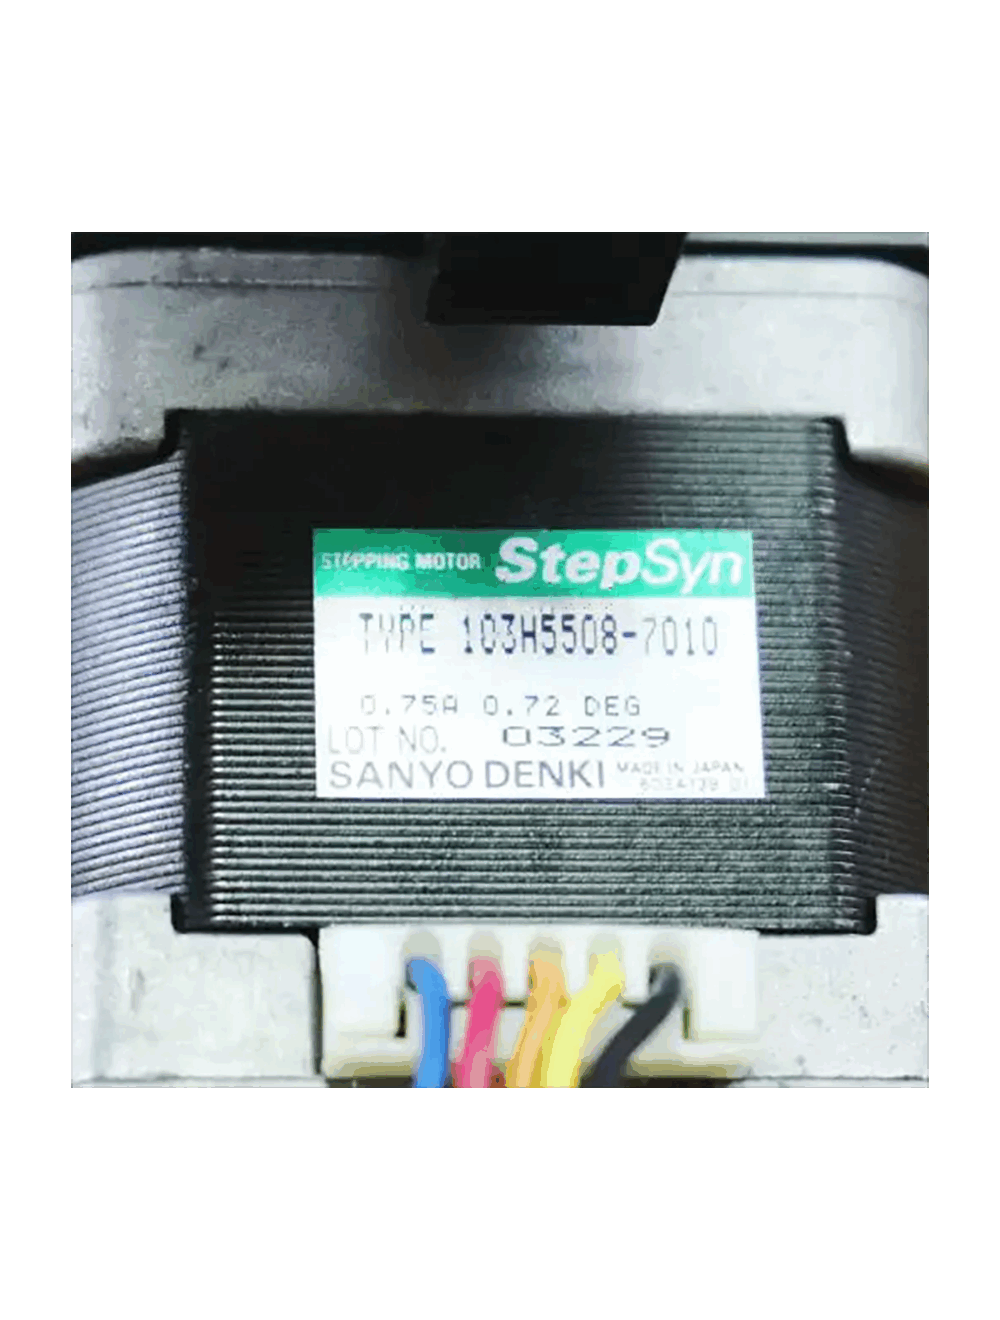 STEPPING MOTOR StepSyn
TYPE 103H5508-7010
0.75A 0.72 DEG
LOT NO. 03229
SANYO DENKI MADE IN JAPAN